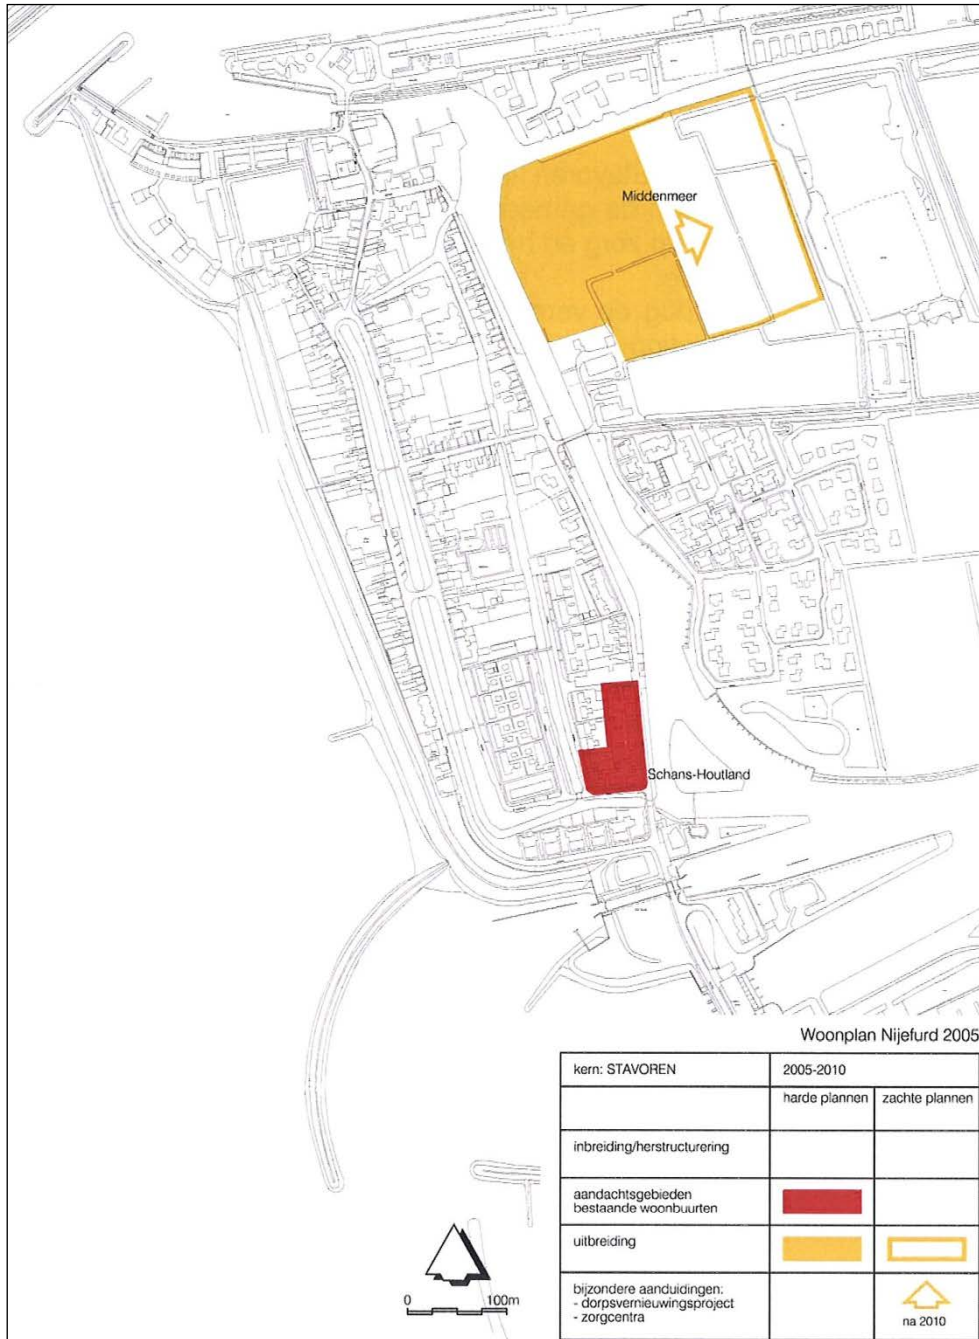 Middenmeer
Schans-Houtland
Woonplan Nijefurd 2005
kern: STAVOREN
2005-2010
harde plannen
zachte plannen
inbreiding/herstructurering
aandachtsgebieden
bestaande woonbuurten
uitbreiding
bijzondere aanduidingen:
- dorpsvernieuwingsproject
- zorgcentra
na 2010
0 100m